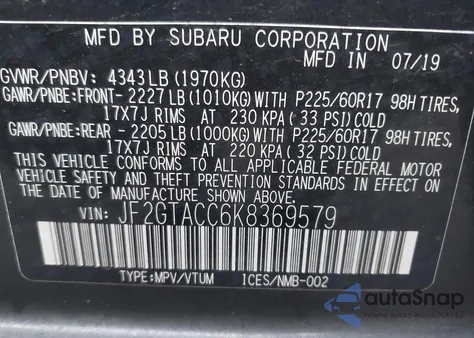 MFD BY SUBARU CORPORATION
MFD IN 07/19
GVWR/PNBV: 4343LB(1970KG)
GAWR/PNBE:FRONT-2227LB(1010KG)WITH P225/60R17 98H TIRES,
17X7J RIMS AT 230 KPA(33 PSI)COLD
GAWR/PNBE:REAR -2205LB(1000KG)WITH P225/60R17 98H TIRES,
17X7J RIMS AT 220 KPA(32 PSI)COLD
THIS VEHICLE CONFORMS TO ALL APPLICABLE FEDERAL MOTOR
VEHICLE SAFETY AND THEFT PREVENTION STANDARDS IN EFFECT ON THE
DATE OF MANUFACTURE SHOWN ABOVE.
VIN: JF2GTACC6K8369579
TYPE:MPV/VTUM ICES/NMB-002
autoSnap